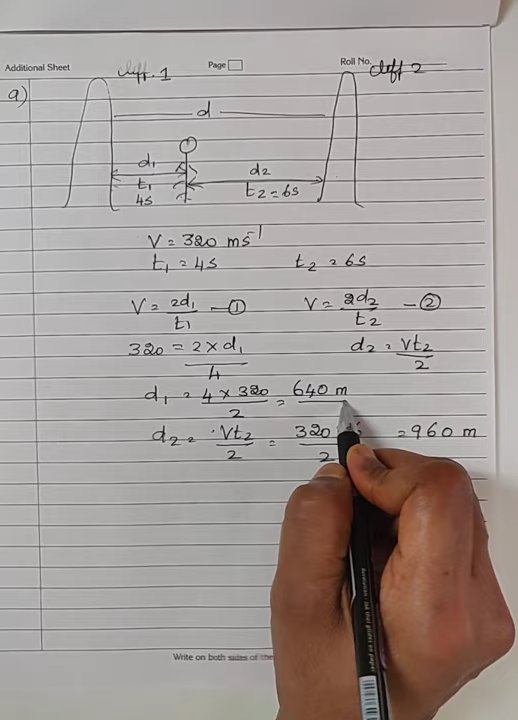 Additional Sheet Page Roll No.
cliff. 1 cliff 2
a)
d
d₁ d₂
t₁ t₂ = 6s
4s
V = 320 ms⁻¹
t₁ = 4s t₂ = 6s
V = 2d₁/t₁ — ① V = 2d₂/t₂ — ②
320 = 2 × d₁/4 d₂ = Vt₂/2
d₁ = 4 × 320/2 = 640 m
d₂ = Vt₂/2 = 320/2 = 960 m
Write on both sides of the